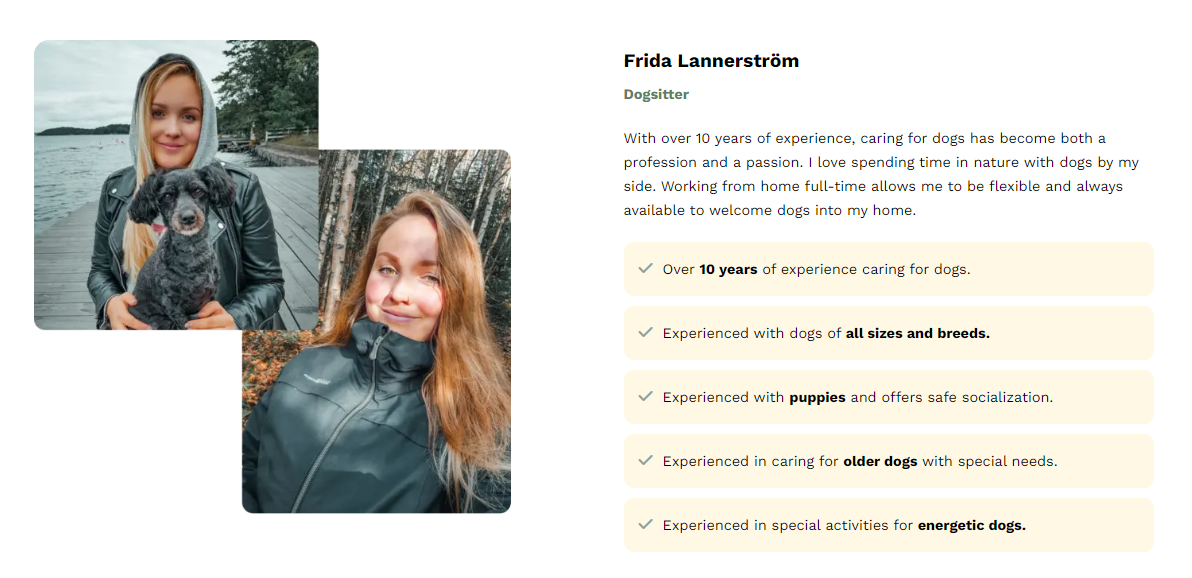 Frida Lannerström
Dogsitter
With over 10 years of experience, caring for dogs has become both a
profession and a passion. I love spending time in nature with dogs by my
side. Working from home full-time allows me to be flexible and always
available to welcome dogs into my home.
Over 10 years of experience caring for dogs.
Experienced with dogs of all sizes and breeds.
Experienced with puppies and offers safe socialization.
Experienced in caring for older dogs with special needs.
Experienced in special activities for energetic dogs.